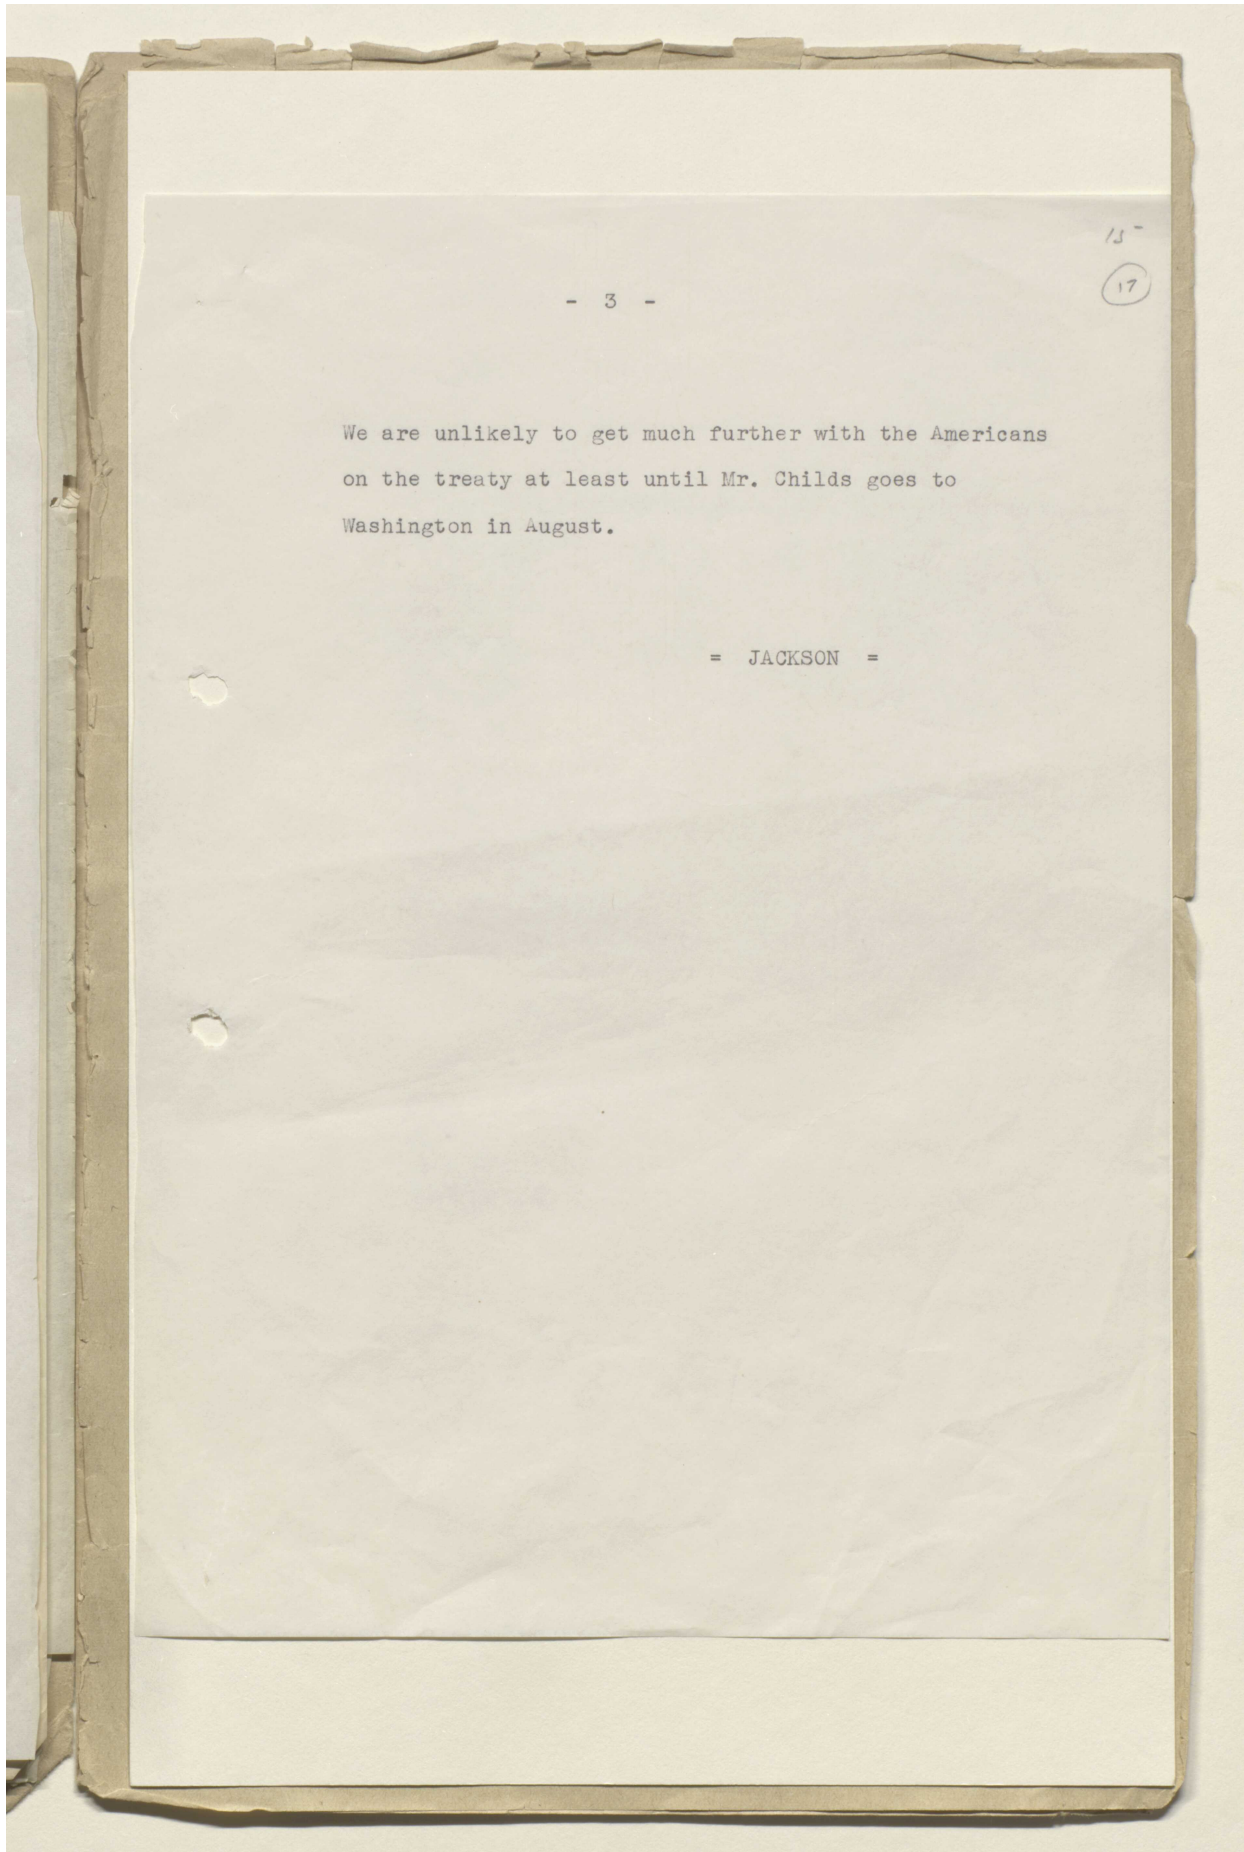 15
17
- 3 -
We are unlikely to get much further with the Americans
on the treaty at least until Mr. Childs goes to
Washington in August.
= JACKSON =